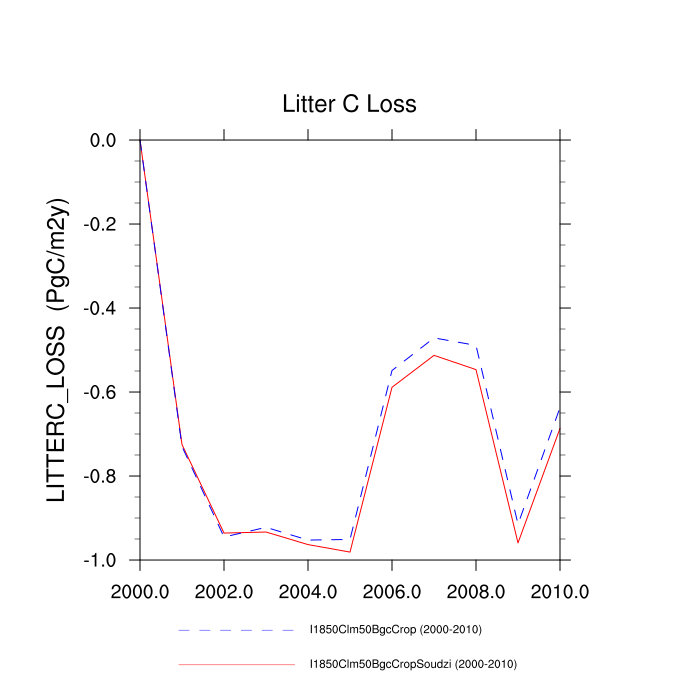 Litter C Loss
LITTERC_LOSS (PgC/m2y)
0.0
-0.2
-0.4
-0.6
-0.8
-1.0
2000.0 2002.0 2004.0 2006.0 2008.0 2010.0
I1850Clm50BgcCrop (2000-2010)
I1850Clm50BgcCropSoudzi (2000-2010)